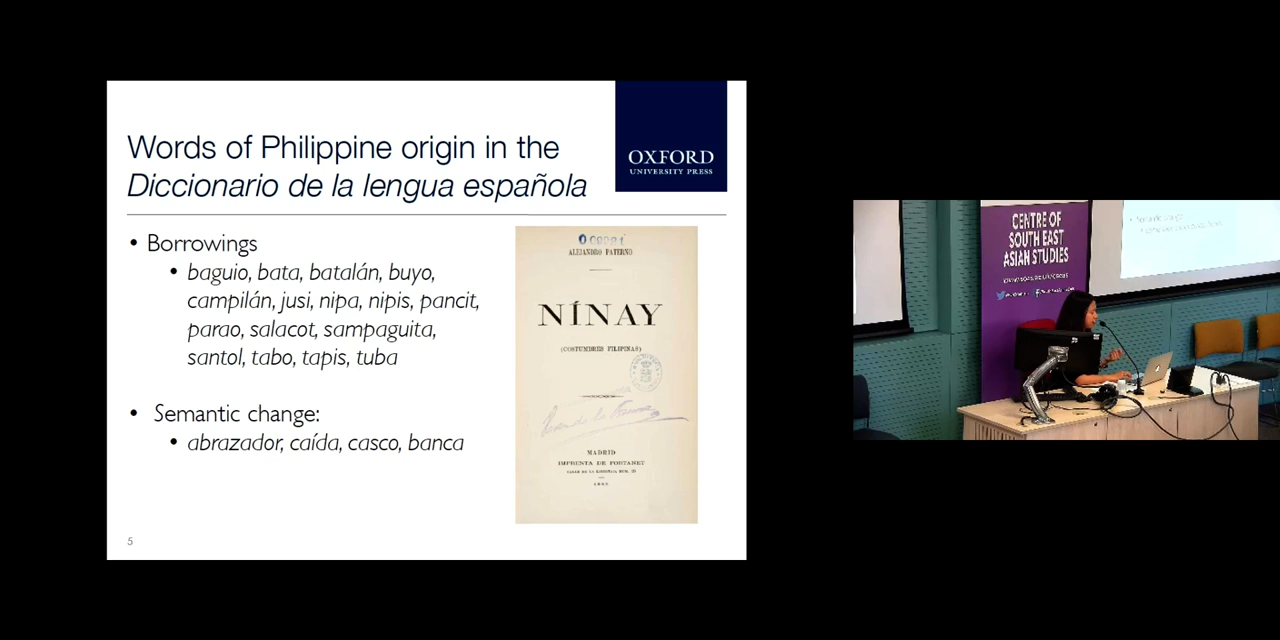 Words of Philippine origin in the
Diccionario de la lengua española
OXFORD
UNIVERSITY PRESS
• Borrowings
• baguio, bata, batalán, buyo,
campilán, jusi, nipa, nipis, pancit,
parao, salacot, sampaguita,
santol, tabo, tapis, tuba
• Semantic change:
• abrazador, caída, casco, banca
5
ALEJANDRO PATERNO
NÍNAY
(COSTUMBRES FILIPINAS)
MADRID
IMPRENTA DE FORTANET
CENTRE OF
SOUTH EAST
ASIAN STUDIES